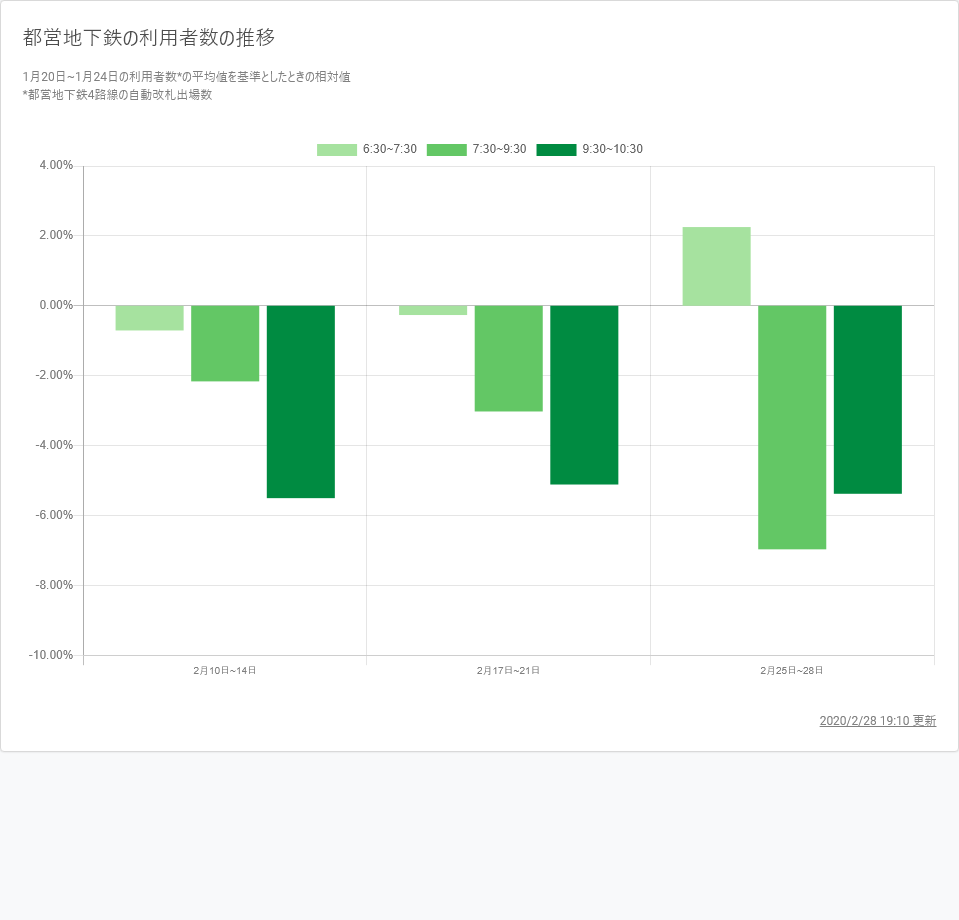 都営地下鉄の利用者数の推移
1月20日~1月24日の利用者数*の平均値を基準としたときの相対値
*都営地下鉄4路線の自動改札出場数
6:30~7:30 7:30~9:30 9:30~10:30
4.00%
2.00%
0.00%
-2.00%
-4.00%
-6.00%
-8.00%
-10.00%
2月10日~14日 2月17日~21日 2月25日~28日
2020/2/28 19:10 更新